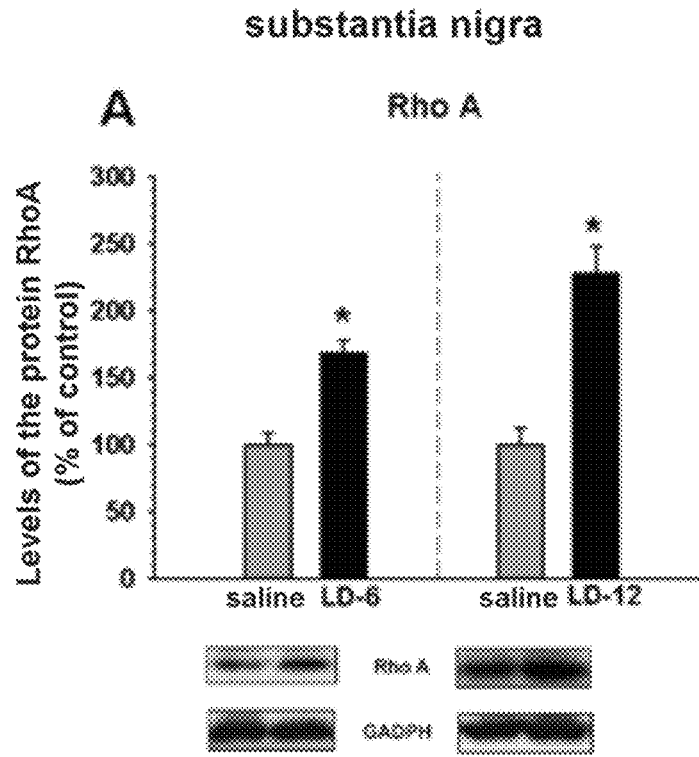 substantia nigra
A
Rho A
Levels of the protein RhoA
(% of control)
300
250
200
150
100
50
0
*
*
saline LD-6
saline LD-12
Rho A
GADPH